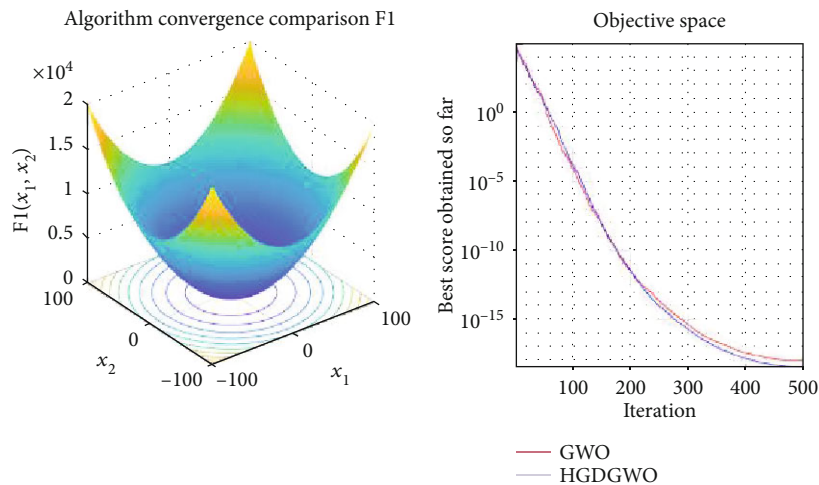 Algorithm convergence comparison F1
×10⁴
2
1.5
1
0.5
0
F1(x₁, x₂)
100
0
–100
x₂
–100
0
100
x₁
Objective space
Best score obtained so far
10⁰
10⁻⁵
10⁻¹⁰
10⁻¹⁵
100 200 300 400 500
Iteration
GWO
HGDGWO